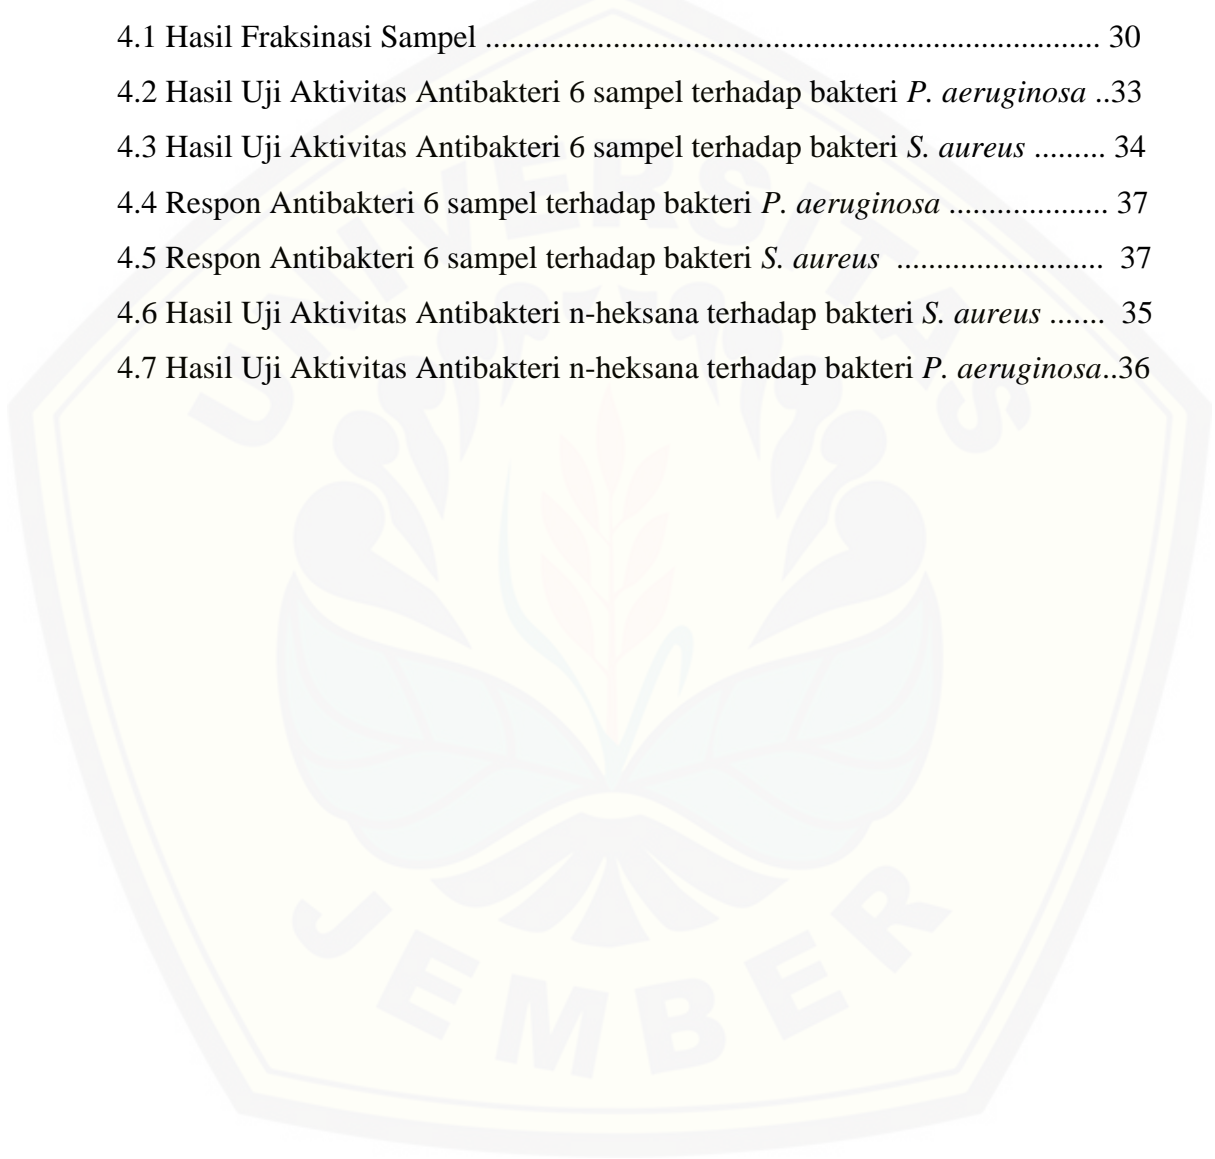 4.1 Hasil Fraksinasi Sampel ............................................................................. 30
4.2 Hasil Uji Aktivitas Antibakteri 6 sampel terhadap bakteri P. aeruginosa ..33
4.3 Hasil Uji Aktivitas Antibakteri 6 sampel terhadap bakteri S. aureus ......... 34
4.4 Respon Antibakteri 6 sampel terhadap bakteri P. aeruginosa .................... 37
4.5 Respon Antibakteri 6 sampel terhadap bakteri S. aureus .......................... 37
4.6 Hasil Uji Aktivitas Antibakteri n-heksana terhadap bakteri S. aureus ....... 35
4.7 Hasil Uji Aktivitas Antibakteri n-heksana terhadap bakteri P. aeruginosa..36
UNIVERSITAS
JEMBER